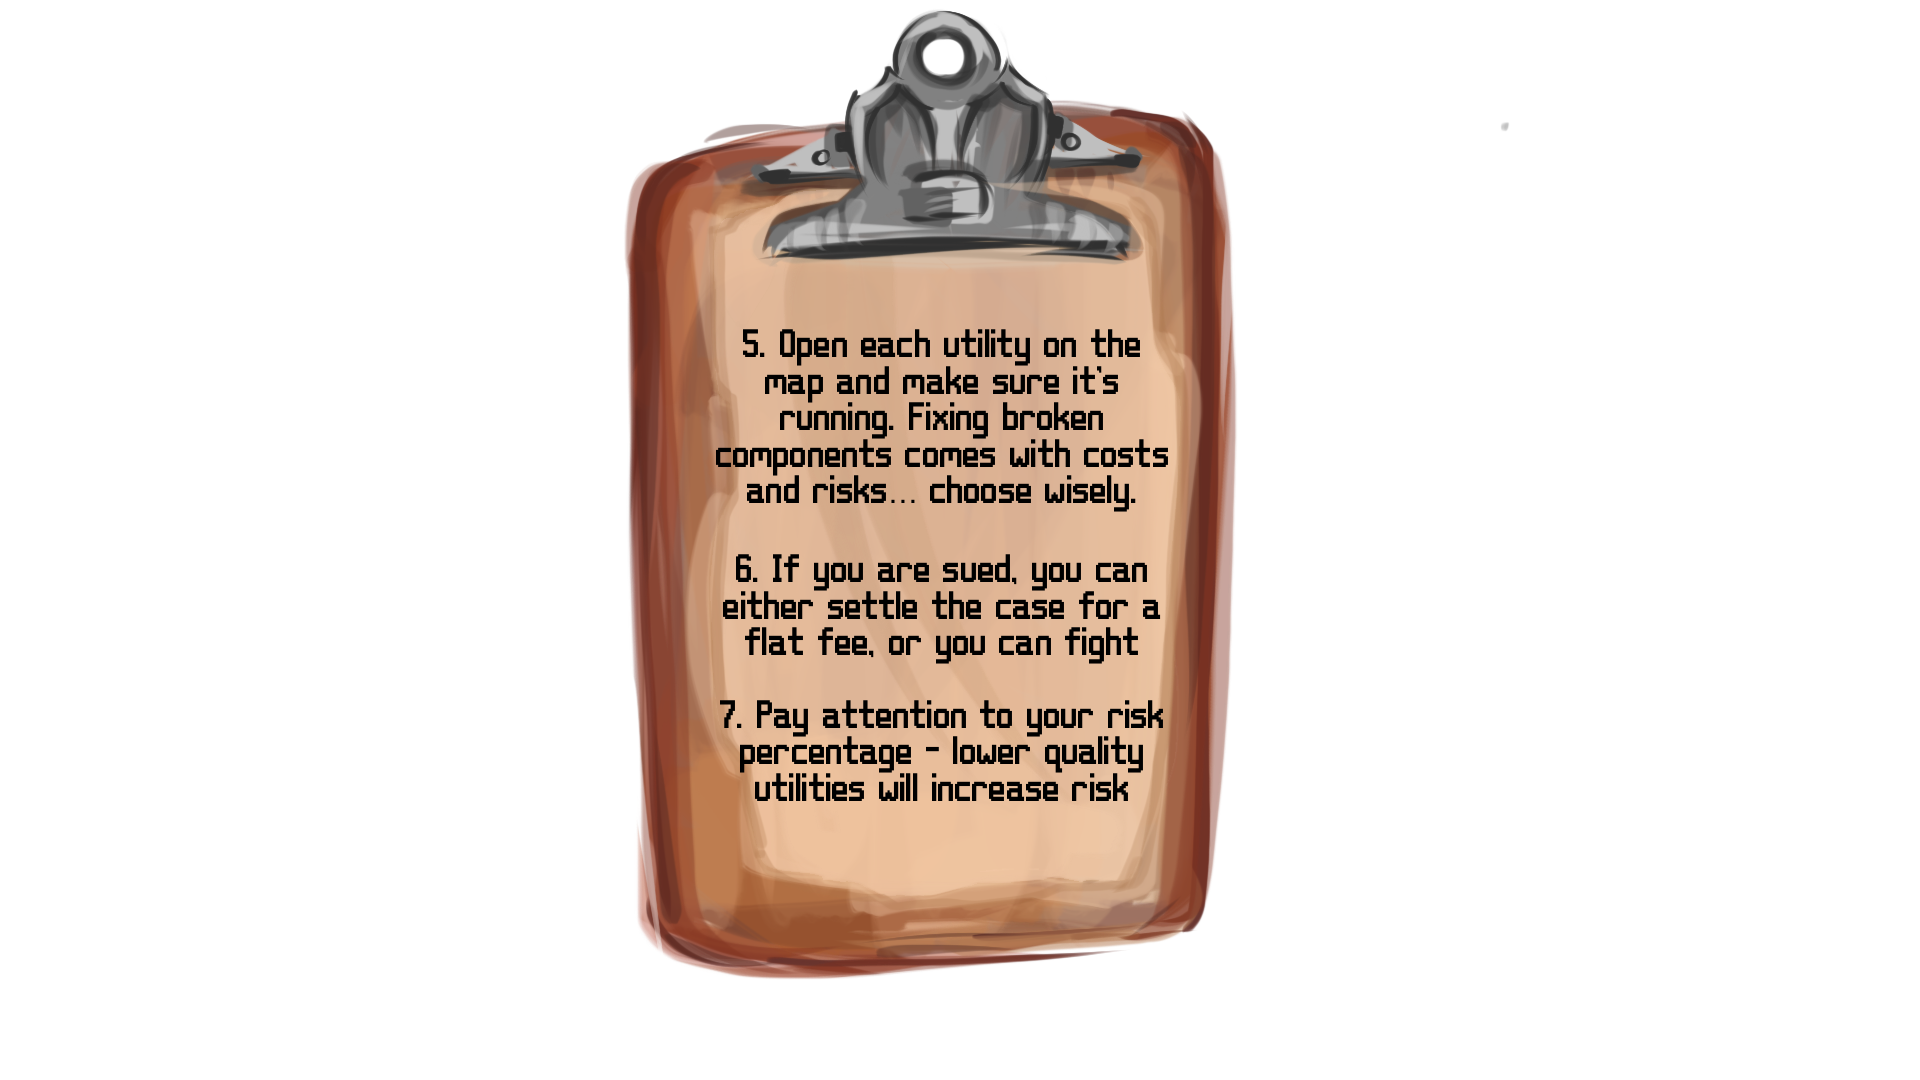 5. Open each utility on the
map and make sure it's
running. Fixing broken
components comes with costs
and risks... choose wisely.
6. If you are sued, you can
either settle the case for a
flat fee, or you can fight
7. Pay attention to your risk
percentage - lower quality
utilities will increase risk